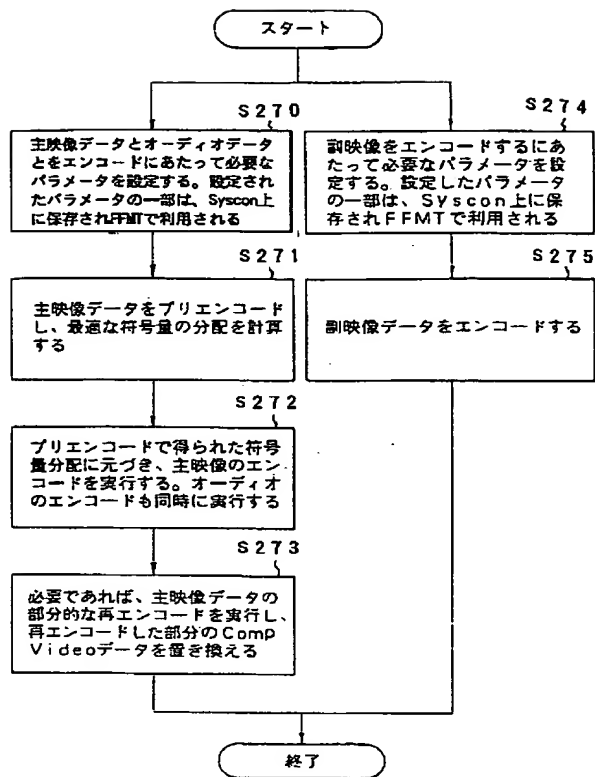 スタート
S270
主映像データとオーディオデータ
とをエンコードにあたって必要な
パラメータを設定する。設定され
たパラメータの一部は、Syscon上
に保存されFFMTで利用される
S271
主映像データをプリエンコード
し、最適な符号量の分配を計算
する
S272
プリエンコードで得られた符号
量分配に元づき、主映像のエン
コードを実行する。オーディオ
のエンコードも同時に実行する
S273
必要であれば、主映像データの
部分的な再エンコードを実行し、
再エンコードした部分のComp
Videoデータを置き換える
S274
副映像をエンコードするにあ
たって必要なパラメータを設
定する。設定したパラメータ
の一部は、Syscon上に保
存されFFMTで利用される
S275
副映像データをエンコードする
終了